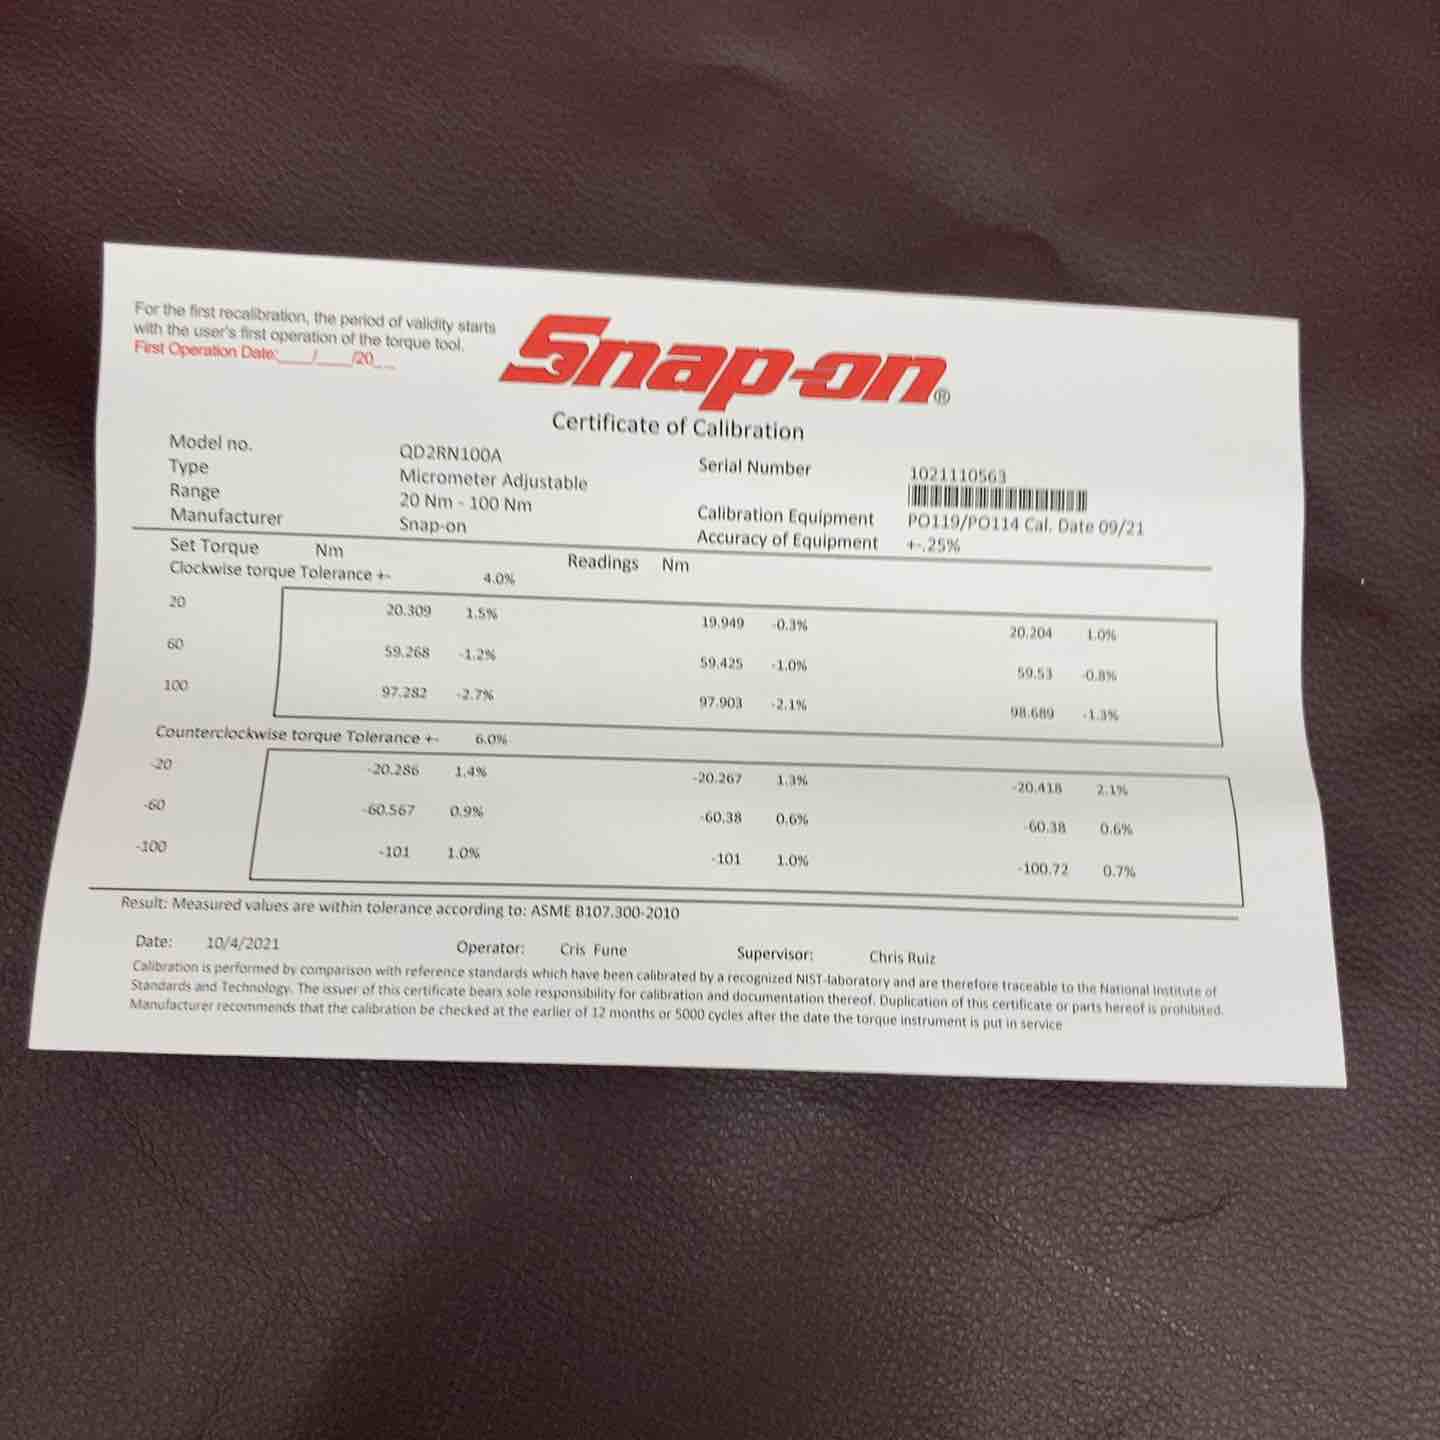 For the first recalibration, the period of validity starts
with the user's first operation of the torque tool.
First Operation Date:____/____/20_ _
Snap-on®
Certificate of Calibration
Model no. QD2RN100A Serial Number 1021110563
Type Micrometer Adjustable
Range 20 Nm - 100 Nm Calibration Equipment PO119/PO114 Cal. Date 09/21
Manufacturer Snap-on Accuracy of Equipment +-.25%
Set Torque Nm Readings Nm
Clockwise torque Tolerance +- 4.0%
20 20.309 1.5% 19.949 -0.3% 20.204 1.0%
60 59.268 -1.2% 59.425 -1.0% 59.53 -0.8%
100 97.282 -2.7% 97.903 -2.1% 98.689 -1.3%
Counterclockwise torque Tolerance +- 6.0%
-20 -20.286 1.4% -20.267 1.3% -20.418 2.1%
-60 -60.567 0.9% -60.38 0.6% -60.38 0.6%
-100 -101 1.0% -101 1.0% -100.72 0.7%
Result: Measured values are within tolerance according to: ASME B107.300-2010
Date: 10/4/2021 Operator: Cris Fune Supervisor: Chris Ruiz
Calibration is performed by comparison with reference standards which have been calibrated by a recognized NIST-laboratory and are therefore traceable to the National Institute of
Standards and Technology. The issuer of this certificate bears sole responsibility for calibration and documentation thereof. Duplication of this certificate or parts hereof is prohibited.
Manufacturer recommends that the calibration be checked at the earlier of 12 months or 5000 cycles after the date the torque instrument is put in service